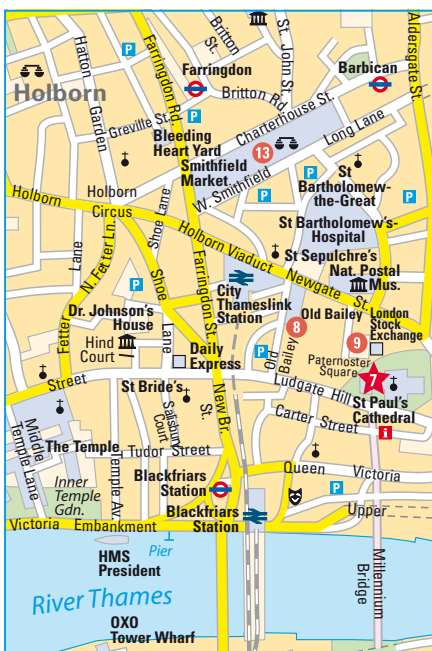 Britton
St.
St. John St.
Aldersgate St.
Hatton
Garden
Farringdon Rd.
P
Farringdon
Barbican
Holborn
Britton Rd
Charterhouse St.
P
Greville St.
P
Long Lane
Bleeding
Heart Yard
Smithfield
Market
13
W. Smithfield
P
St
Bartholomew-
the-Great
P
P
Holborn
Holborn
Circus
Shoe Lane
St Bartholomew's-
Hospital
Holborn Viaduct
St Sepulchre's
Nat. Postal
Mus.
Newgate St.
N. Fetter Ln.
Fetter
Lane
Shoe
Lane
P
Farringdon St.
City
Thameslink
Station
Old Bailey
8
London
Stock
Exchange
9
Dr. Johnson's
House
Hind
Court
Daily
Express
P
Old
Bailey
Paternoster
Square
7
Street
St Bride's
Ludgate Hill
St Paul's
Cathedral
Salisbury
Court
St.
New Br.
Carter Street
i
Middle
Temple Lane
The Temple
Tudor Street
Temple Av.
Inner
Temple
Gdn.
Blackfriars
Station
Queen Victoria
P
Victoria Embankment
Blackfriars
Station
Upper
Pier
HMS
President
River Thames
Millennium
Bridge
OXO
Tower Wharf